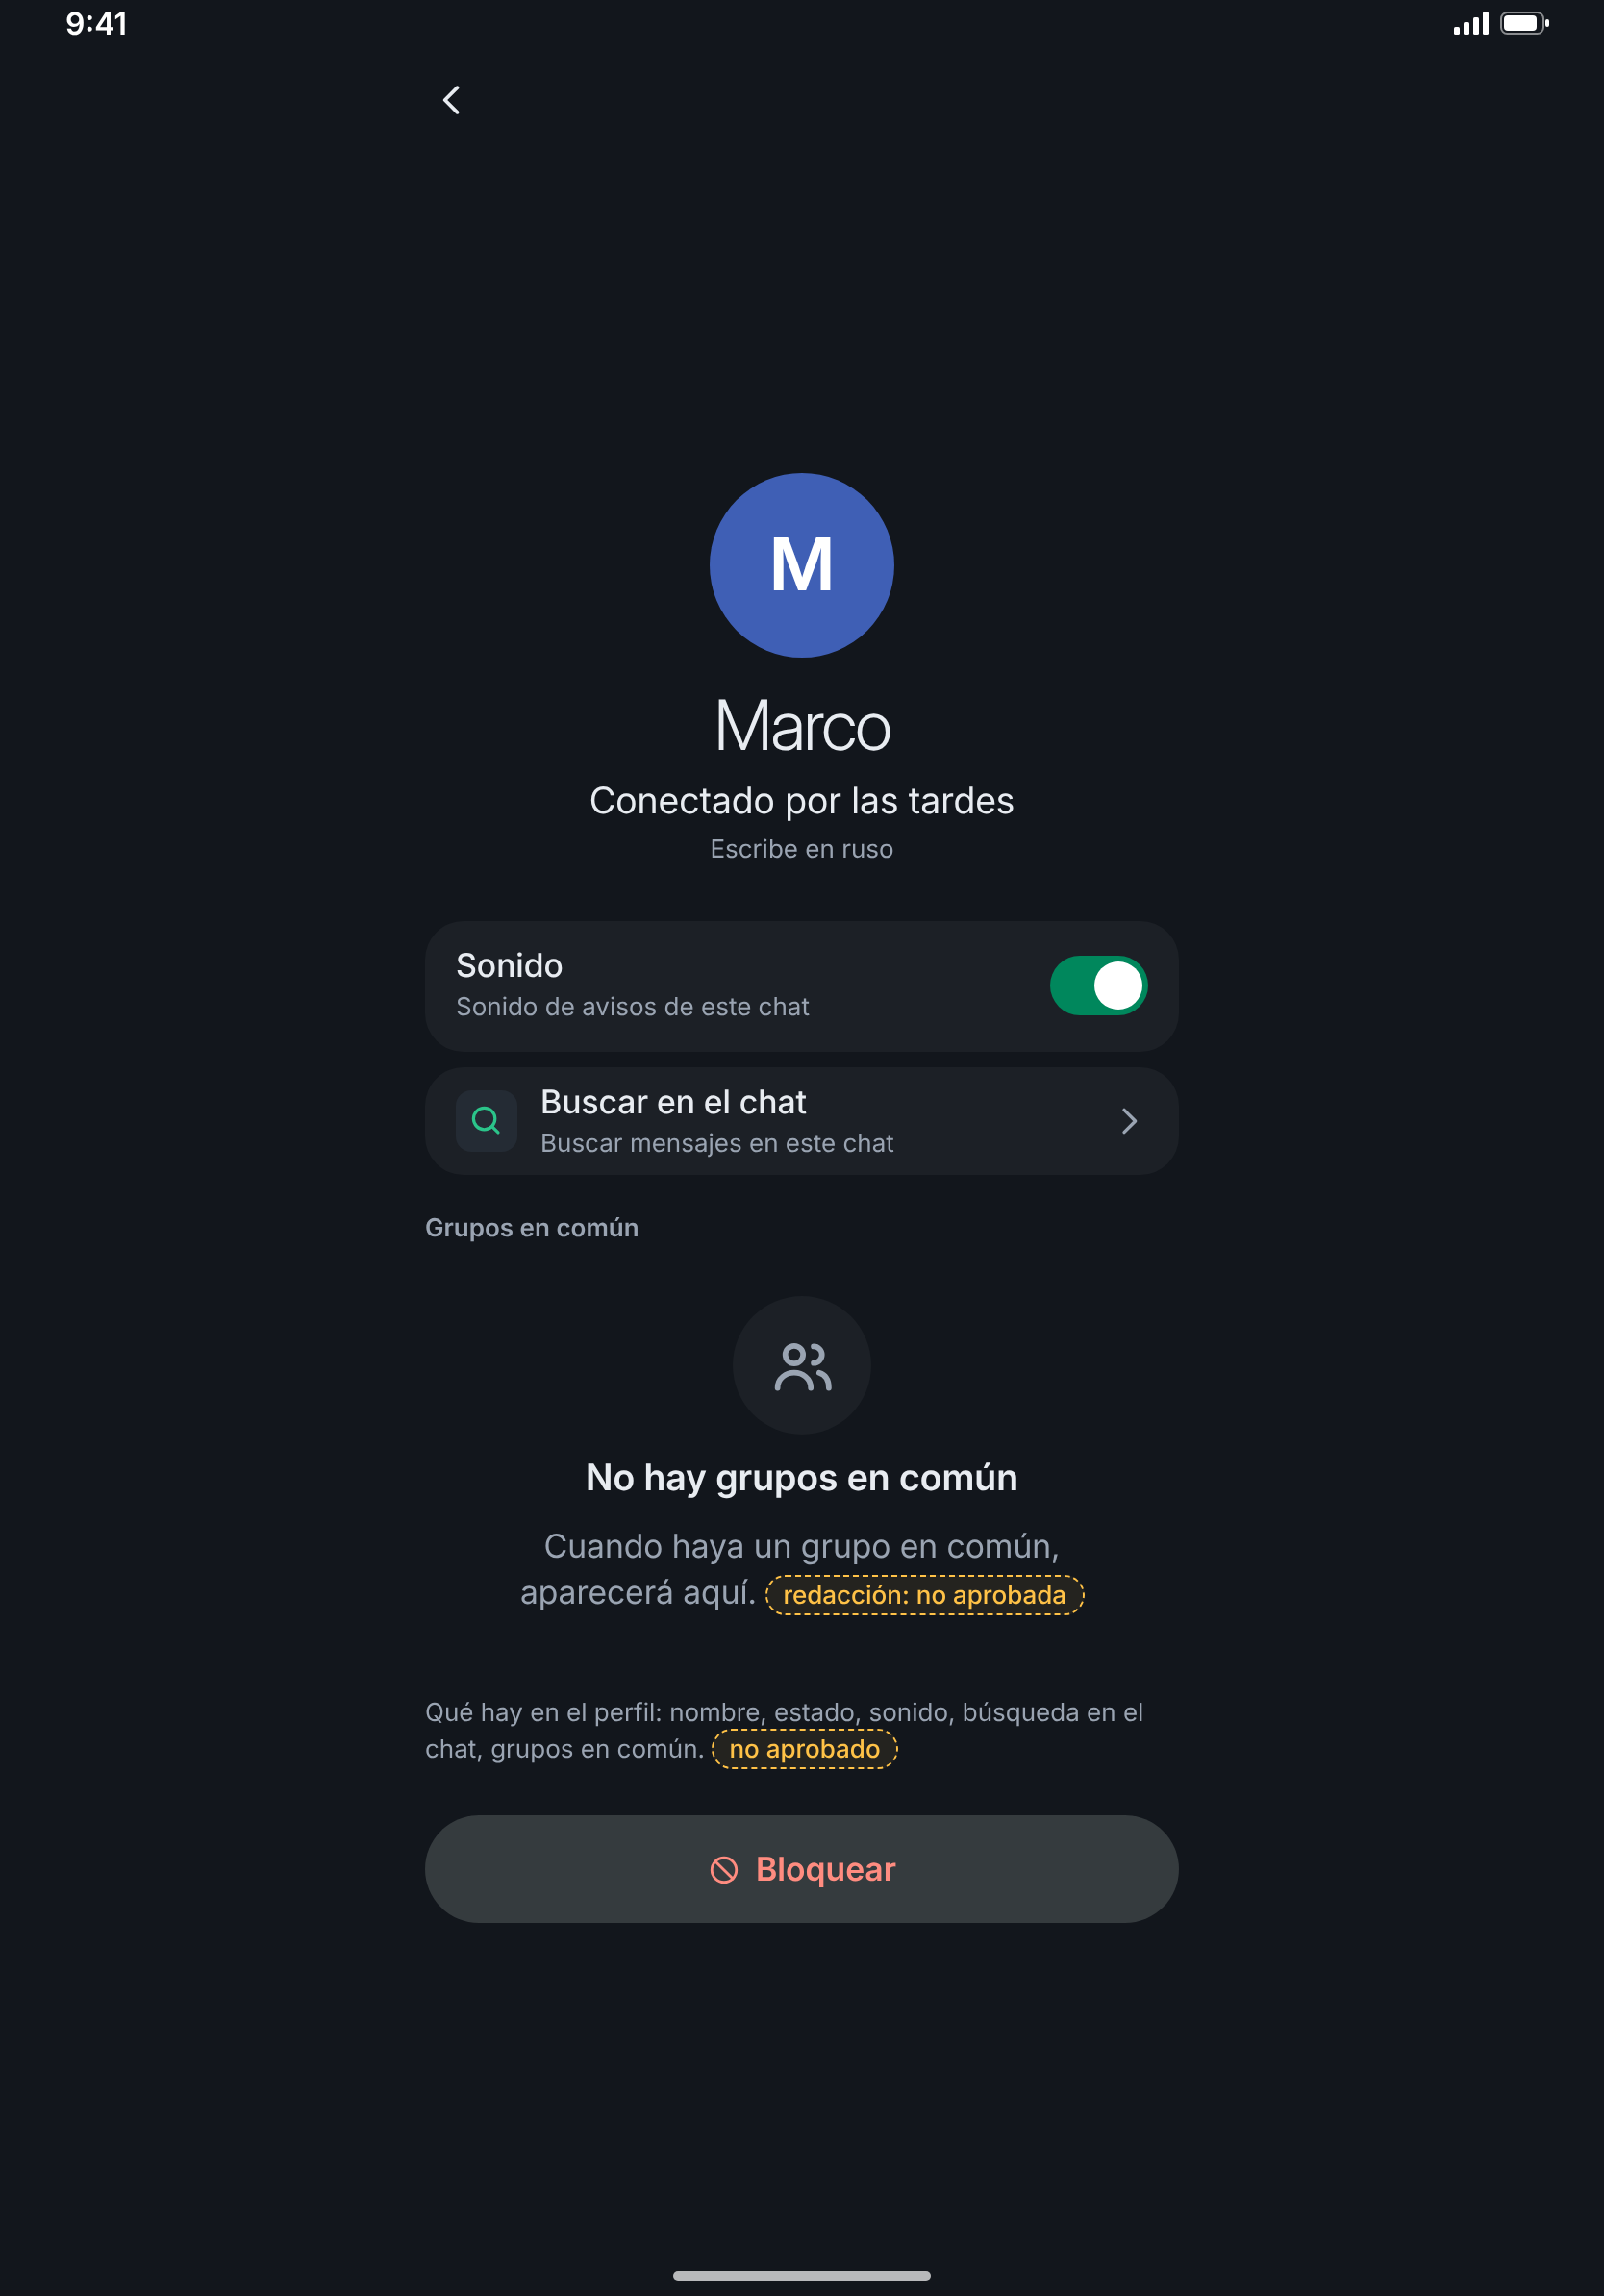 9:41
M
Marco
Conectado por las tardes
Escribe en ruso
Sonido
Sonido de avisos de este chat
Buscar en el chat
Buscar mensajes en este chat
Grupos en común
No hay grupos en común
Cuando haya un grupo en común,
aparecerá aquí. redacción: no aprobada
Qué hay en el perfil: nombre, estado, sonido, búsqueda en el
chat, grupos en común. no aprobado
Bloquear